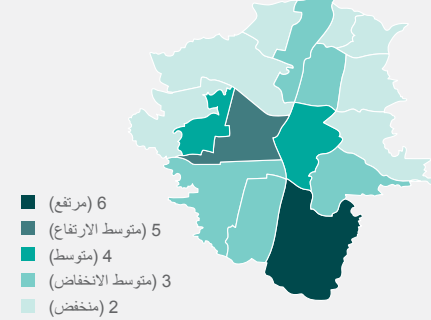 6 (مرتفع)
5 (متوسط الارتفاع)
4 (متوسط)
3 (متوسط الانخفاض)
2 (منخفض)